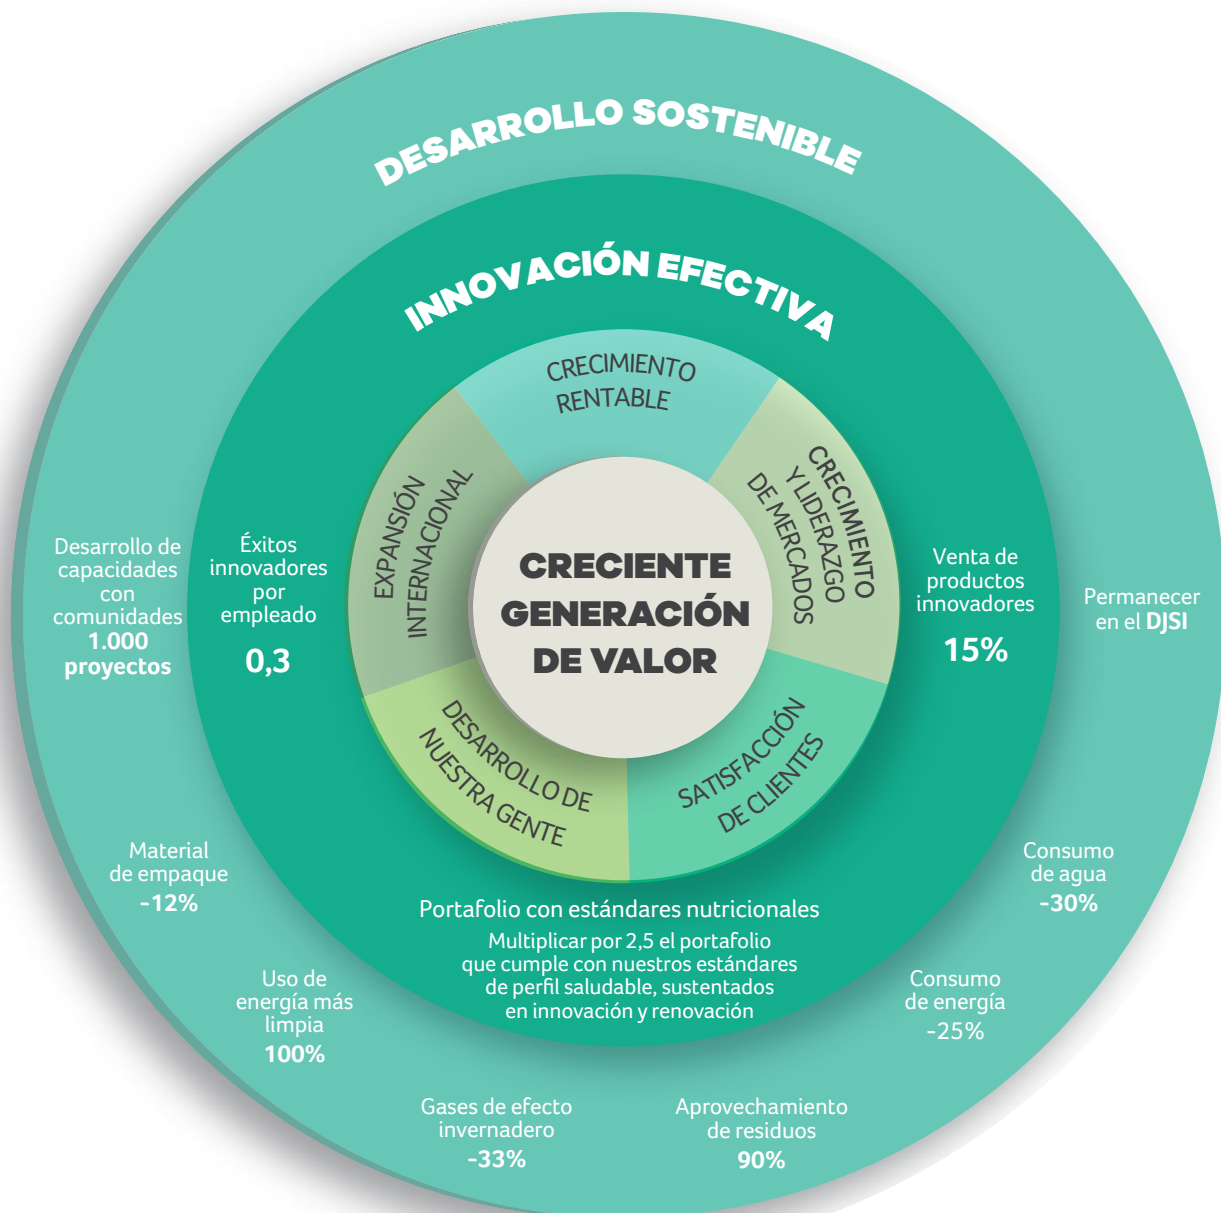 DESARROLLO SOSTENIBLE
INNOVACIÓN EFECTIVA
CRECIMIENTO
RENTABLE
EXPANSIÓN
INTERNACIONAL
CRECIMIENTO
Y LIDERAZGO
DE MERCADOS
CRECIENTE
GENERACIÓN
DE VALOR
DESARROLLO DE
NUESTRA GENTE
SATISFACCIÓN
DE CLIENTES
Desarrollo de
capacidades
con
comunidades
1.000
proyectos
Éxitos
innovadores
por
empleado
0,3
Venta de
productos
innovadores
15%
Permanecer
en el DJSI
Material
de empaque
-12%
Portafolio con estándares nutricionales
Multiplicar por 2,5 el portafolio
que cumple con nuestros estándares
de perfil saludable, sustentados
en innovación y renovación
Consumo
de agua
-30%
Uso de
energía más
limpia
100%
Consumo
de energía
-25%
Gases de efecto
invernadero
-33%
Aprovechamiento
de residuos
90%